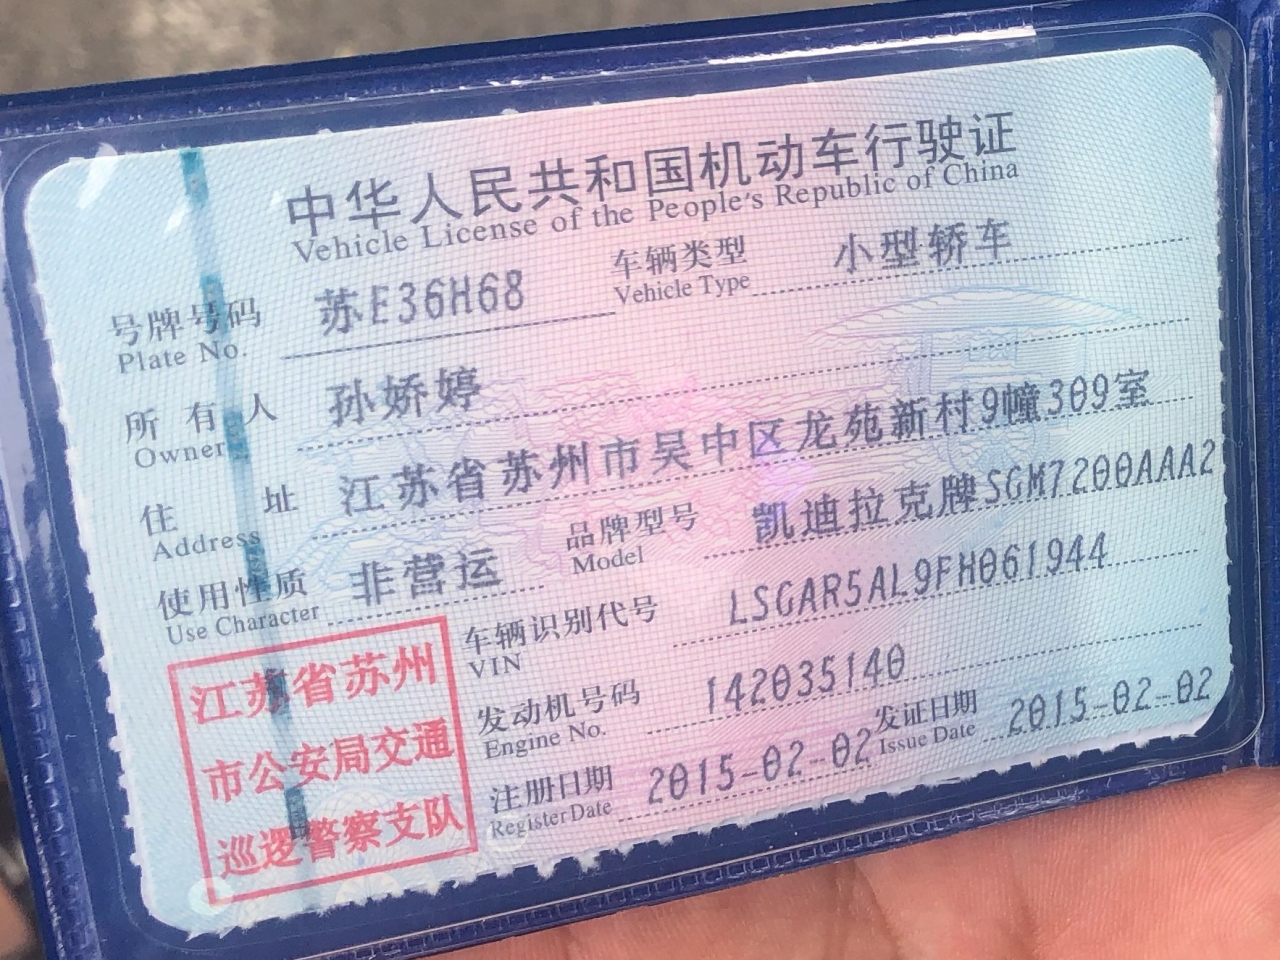 中华人民共和国机动车行驶证
Vehicle License of the People's Republic of China
号牌号码 苏E36H68 车辆类型 小型轿车
Plate No. Vehicle Type
所有人 孙娇婷
Owner
住址 江苏省苏州市吴中区龙苑新村9幢309室
Address
使用性质 非营运 品牌型号 凯迪拉克牌SGM7200AAA2
Use Character Model
车辆识别代号 LSGAR5AL9FH061944
VIN
发动机号码 142035140
Engine No.
注册日期 2015-02-02 发证日期 2015-02-02
Register Date Issue Date
江苏省苏州
市公安局交通
巡逻警察支队